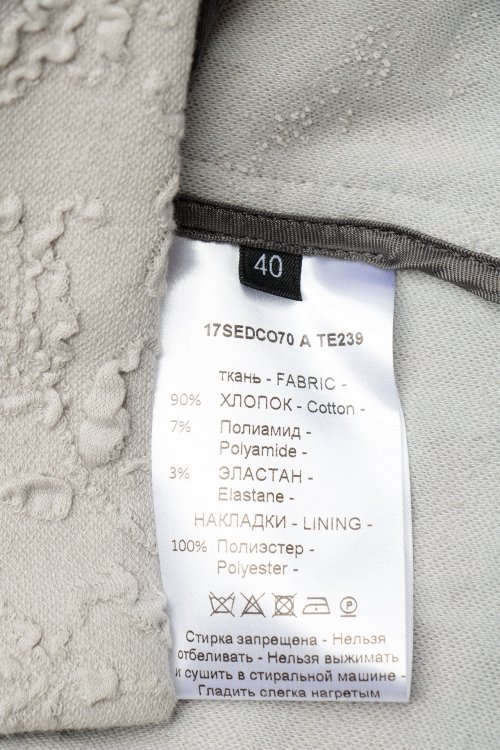 40
17SEDCO70 A TE239
ткань - FABRIC -
90% ХЛОПОК - Cotton -
7% Полиамид -
Polyamide -
3% ЭЛАСТАН -
Elastane -
НАКЛАДКИ - LINING -
100% Полиэстер -
Polyester -
P
Стирка запрещена - Нельзя
отбеливать - Нельзя выжимать
и сушить в стиральной машине -
Гладить слегка нагретым